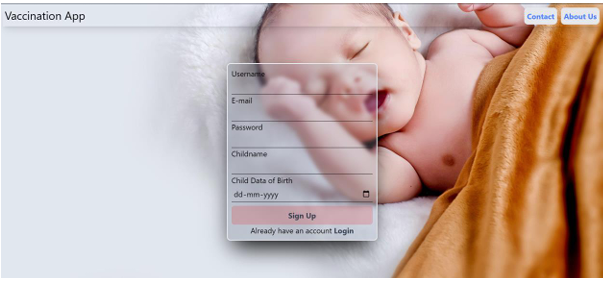 Vaccination App
Contact
About Us
Username
E-mail
Password
Childname
Child Data of Birth
dd-mm-yyyy
Sign Up
Already have an account Login